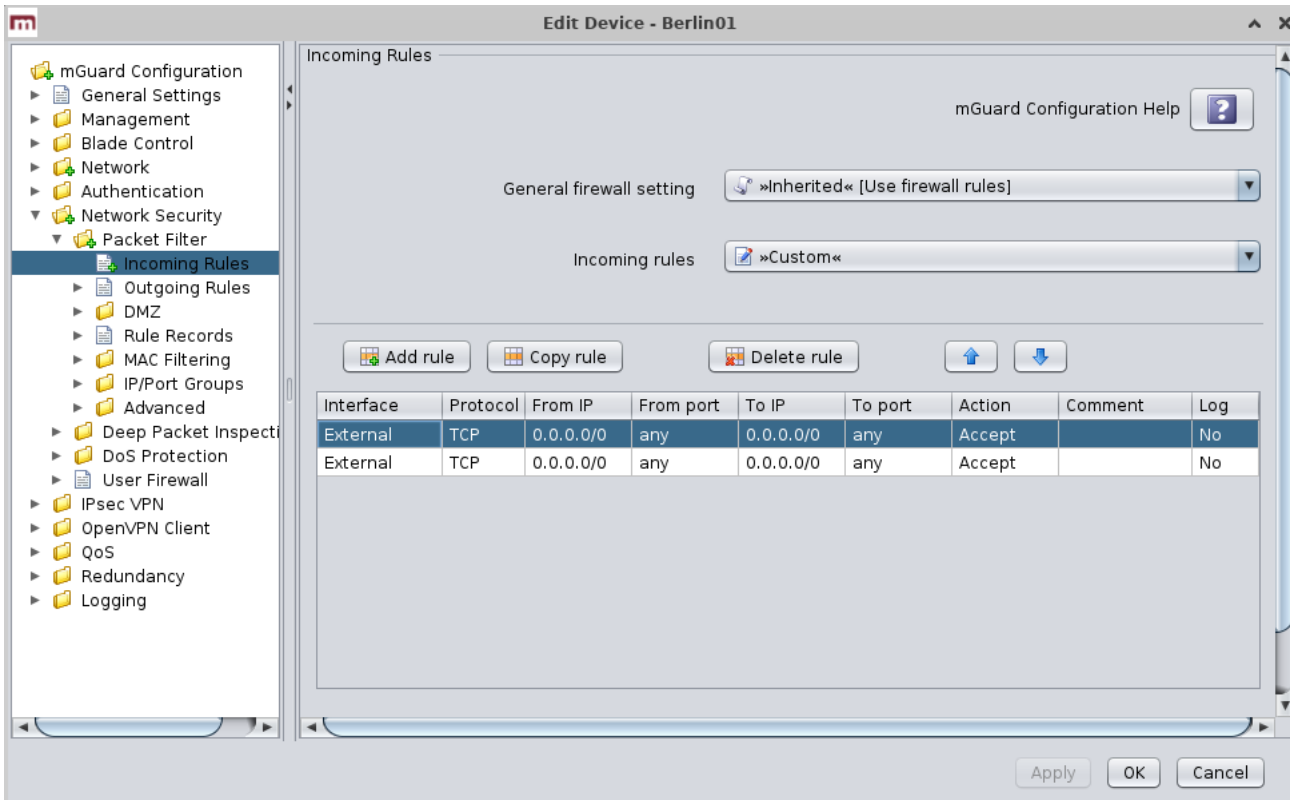 Edit Device - Berlin01
mGuard Configuration
General Settings
Management
Blade Control
Network
Authentication
Network Security
Packet Filter
Incoming Rules
Outgoing Rules
DMZ
Rule Records
MAC Filtering
IP/Port Groups
Advanced
Deep Packet Inspecti
DoS Protection
User Firewall
IPsec VPN
OpenVPN Client
QoS
Redundancy
Logging
Incoming Rules
mGuard Configuration Help ?
General firewall setting »Inherited« [Use firewall rules]
Incoming rules »Custom«
Add rule Copy rule Delete rule
Interface Protocol From IP From port To IP To port Action Comment Log
External TCP 0.0.0.0/0 any 0.0.0.0/0 any Accept No
External TCP 0.0.0.0/0 any 0.0.0.0/0 any Accept No
Apply OK Cancel